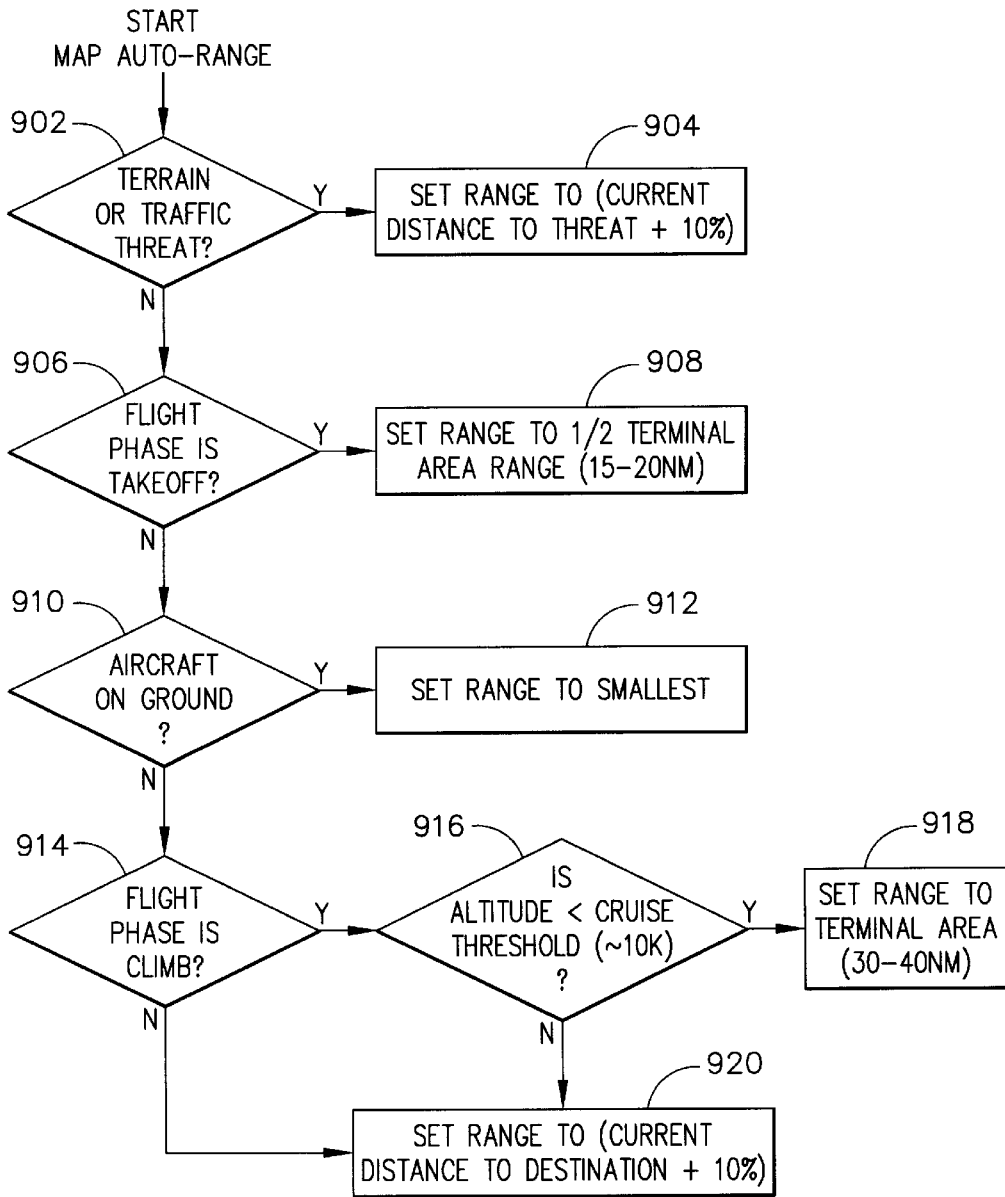 START
MAP AUTO-RANGE
902
TERRAIN
OR TRAFFIC
THREAT?
Y
N
904
SET RANGE TO (CURRENT
DISTANCE TO THREAT + 10%)
906
FLIGHT
PHASE IS
TAKEOFF?
Y
N
908
SET RANGE TO 1/2 TERMINAL
AREA RANGE (15-20NM)
910
AIRCRAFT
ON GROUND
?
Y
N
912
SET RANGE TO SMALLEST
914
FLIGHT
PHASE IS
CLIMB?
Y
N
916
IS
ALTITUDE < CRUISE
THRESHOLD (~10K)
?
Y
N
918
SET RANGE TO
TERMINAL AREA
(30-40NM)
920
SET RANGE TO (CURRENT
DISTANCE TO DESTINATION + 10%)